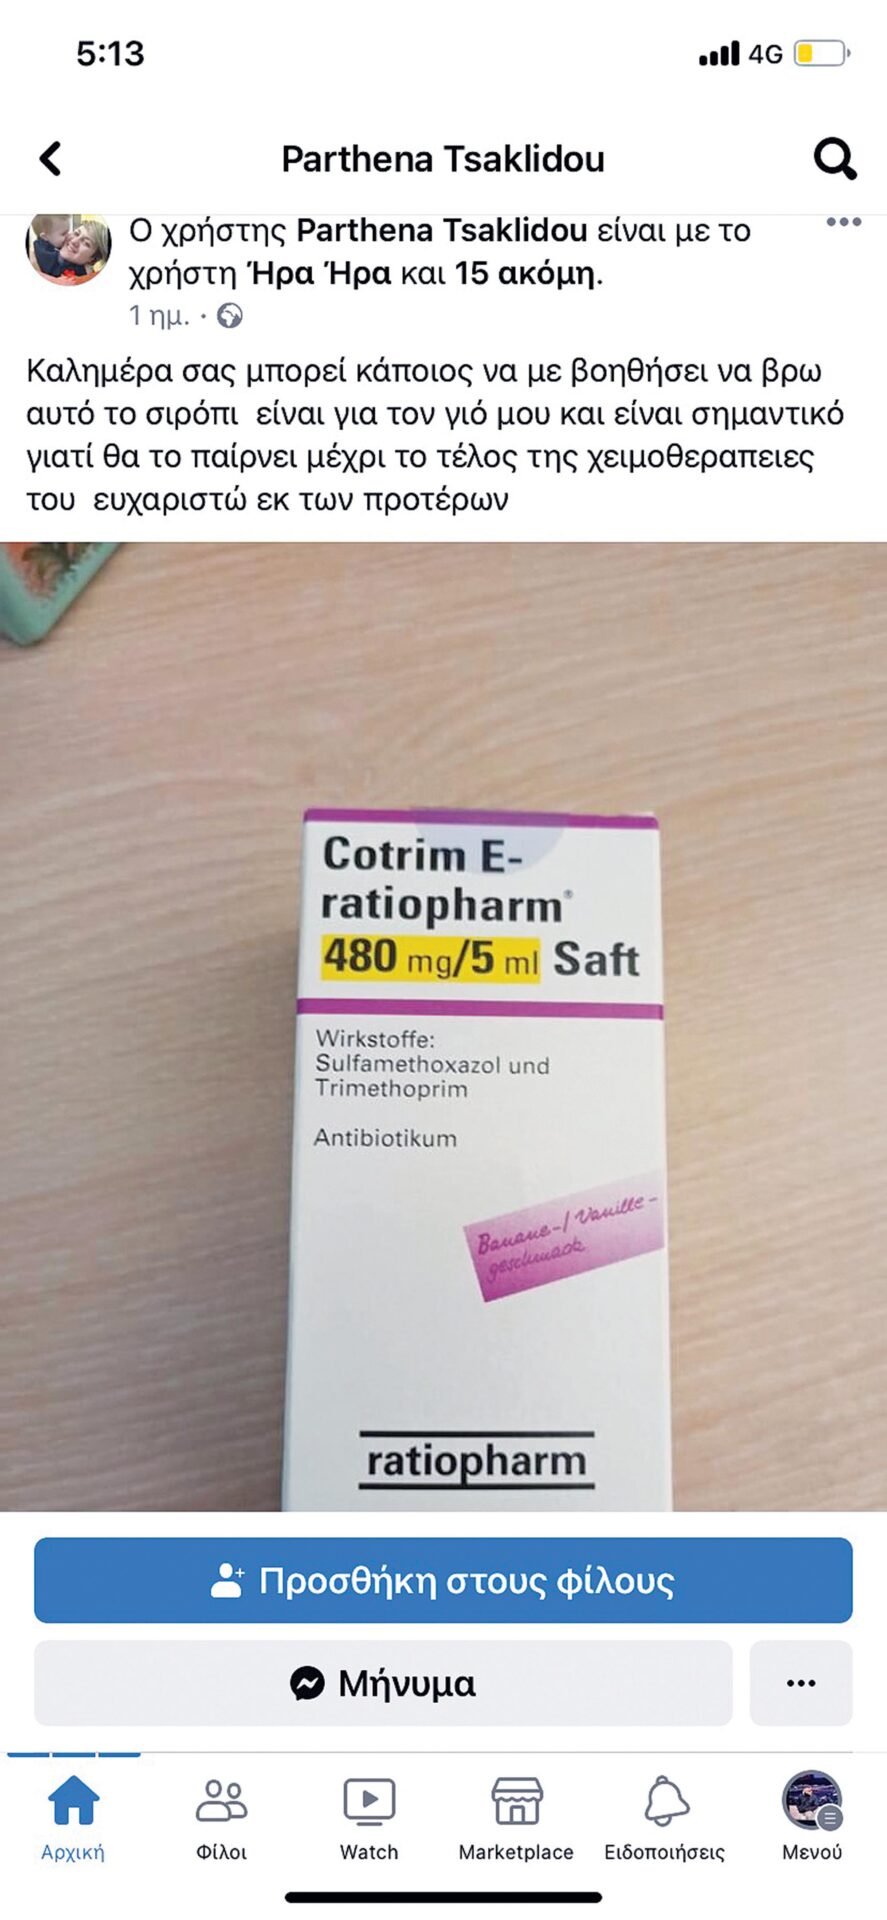 5:13
4G
Parthena Tsaklidou
Ο χρήστης Parthena Tsaklidou είναι με το
χρήστη Ήρα Ήρα και 15 ακόμη.
1 ημ. ·
Καλημέρα σας μπορεί κάποιος να με βοηθήσει να βρω
αυτό το σιρόπι είναι για τον γιό μου και είναι σημαντικό
γιατί θα το παίρνει μέχρι το τέλος της χειμοθεραπειες
του ευχαριστώ εκ των προτέρων
Cotrim E-
ratiopharm®
480 mg/5 ml Saft
Wirkstoffe:
Sulfamethoxazol und
Trimethoprim
Antibiotikum
Banane-/Vanille-
geschmack
ratiopharm
Προσθήκη στους φίλους
Μήνυμα
Αρχική
Φίλοι
Watch
Marketplace
Ειδοποιήσεις
Μενού